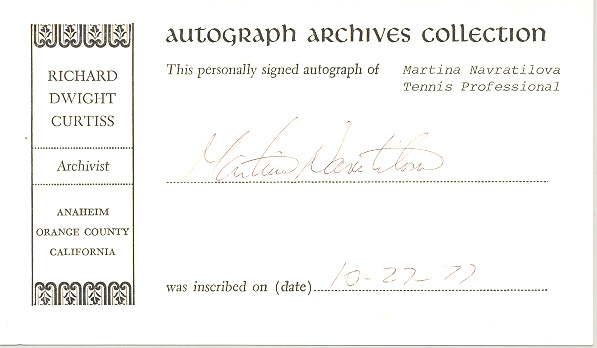 AUTOGRAPH ARCHIVES COLLECTION
RICHARD
DWIGHT
CURTISS
Archivist
ANAHEIM
ORANGE COUNTY
CALIFORNIA
This personally signed autograph of Martina Navratilova
Tennis Professional
Martina Navratilova
was inscribed on (date) 10-27-77